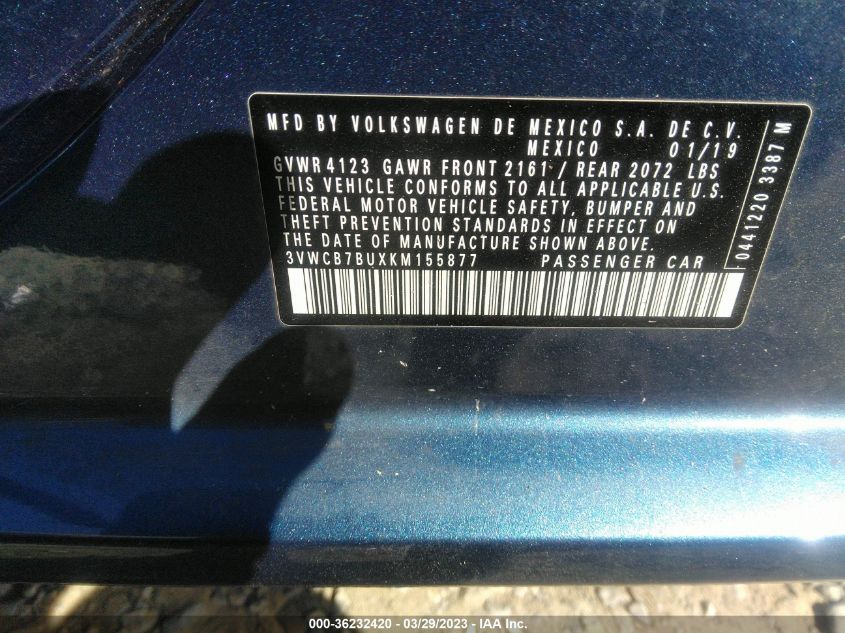 MFD BY VOLKSWAGEN DE MEXICO S.A. DE C.V.
MEXICO 01/19
GVWR 4123 GAWR FRONT 2161 / REAR 2072 LBS
THIS VEHICLE CONFORMS TO ALL APPLICABLE U.S.
FEDERAL MOTOR VEHICLE SAFETY, BUMPER AND
THEFT PREVENTION STANDARDS IN EFFECT ON
THE DATE OF MANUFACTURE SHOWN ABOVE.
3VWCB7BUXKM155877 PASSENGER CAR
0441220 3387 M
000-36232420 - 03/29/2023 - IAA Inc.